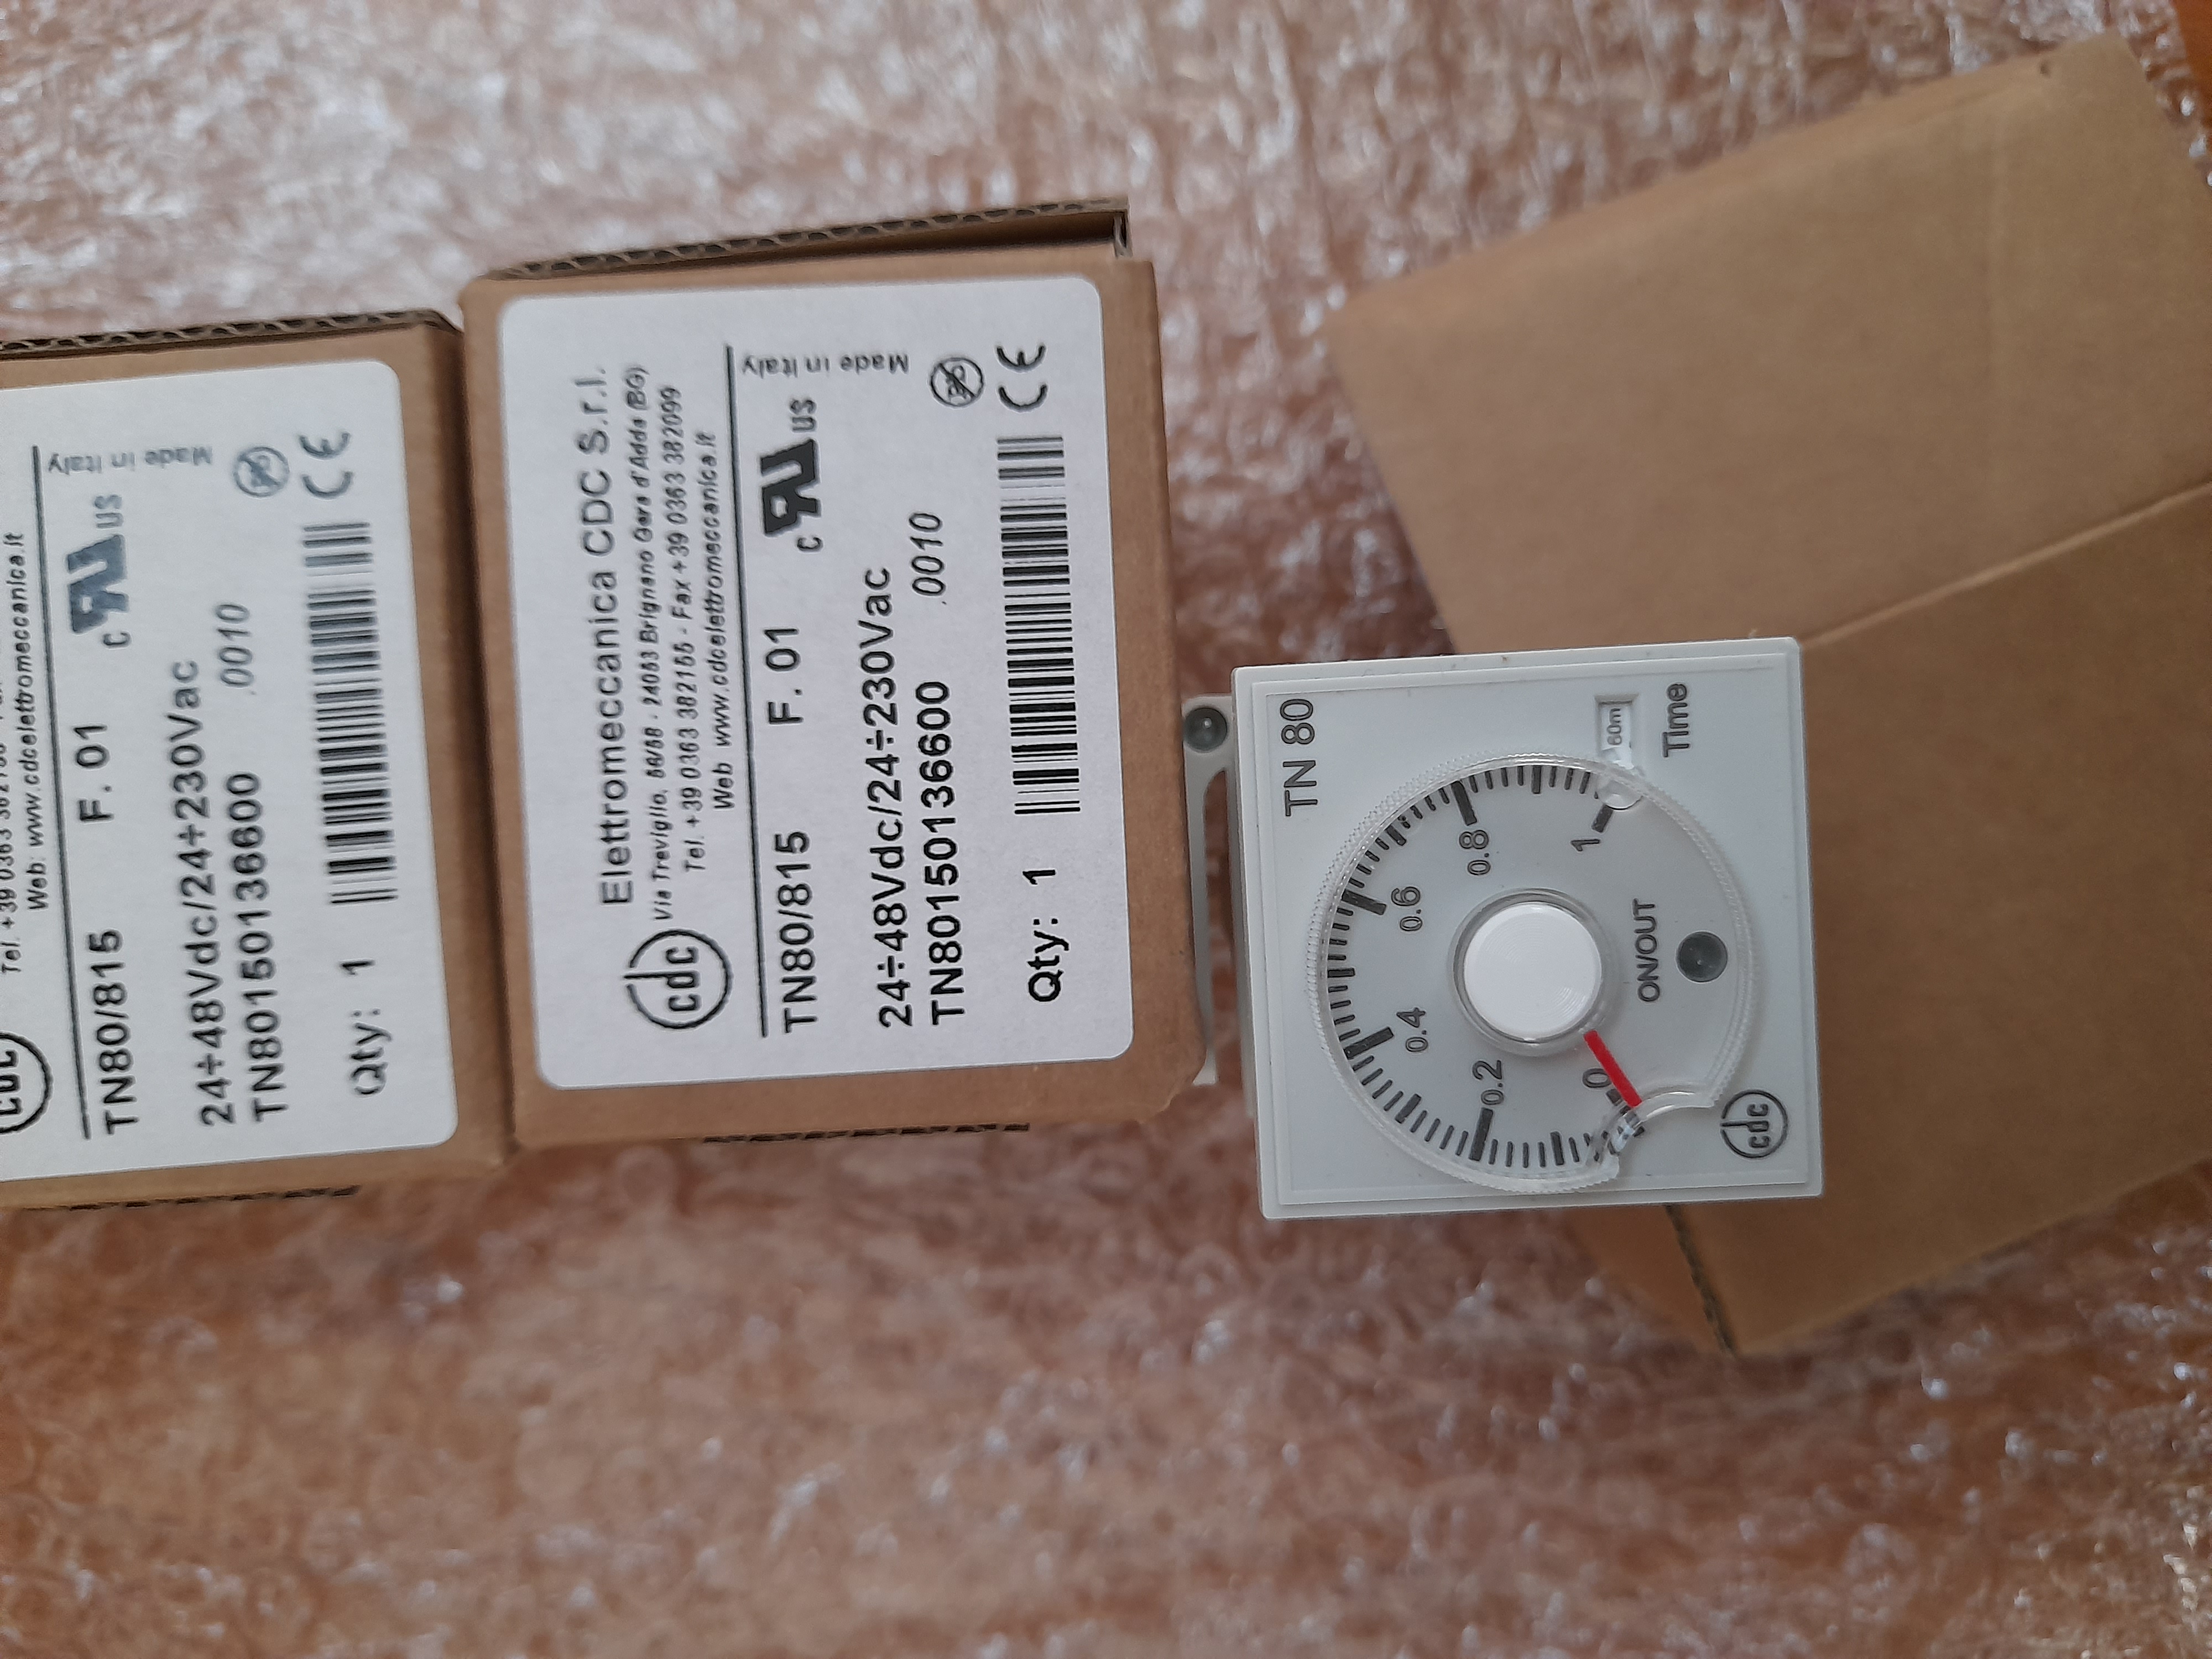 Web: www.cdcelettromeccanica.it
TN80/815 F. 01
c US
Made in Italy
24÷48Vdc/24÷230Vac
TN80150136600 .0010
Qty: 1 CE
cdc
Elettromeccanica CDC S.r.l.
Via Treviglio, 56/58 - 24053 Brignano Gera d'Adda (BG)
Tel. +39 0363 382155 - Fax +39 0363 382099
Web www.cdcelettromeccanica.it
TN80/815 F. 01
c US
Made in Italy
24÷48Vdc/24÷230Vac
TN80150136600 .0010
Qty: 1 CE
TN 80
0 0.2 0.4 0.6 0.8 1
60m
ON/OUT
Time
cdc